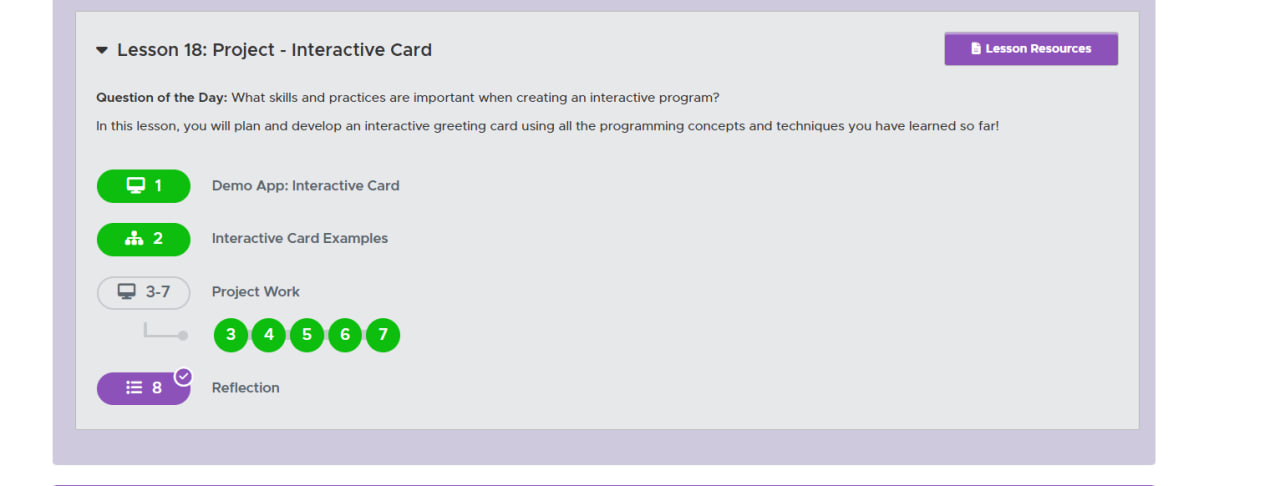 Lesson 18: Project - Interactive Card
Lesson Resources
Question of the Day: What skills and practices are important when creating an interactive program?
In this lesson, you will plan and develop an interactive greeting card using all the programming concepts and techniques you have learned so far!
1 Demo App: Interactive Card
2 Interactive Card Examples
3-7 Project Work
3 4 5 6 7
8 Reflection